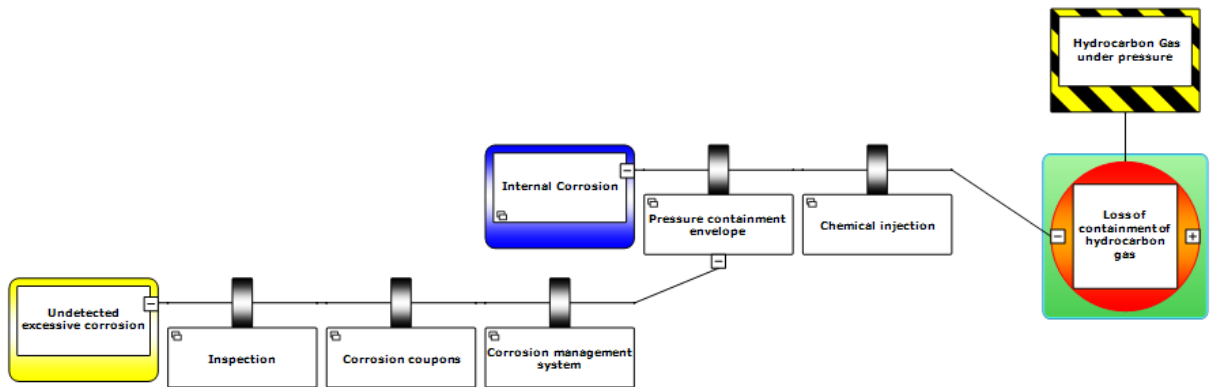 Hydrocarbon Gas
under pressure
Internal Corrosion
Pressure containment
envelope
Chemical injection
Loss of
containment of
hydrocarbon
gas
Undetected
excessive corrosion
Inspection
Corrosion coupons
Corrosion management
system